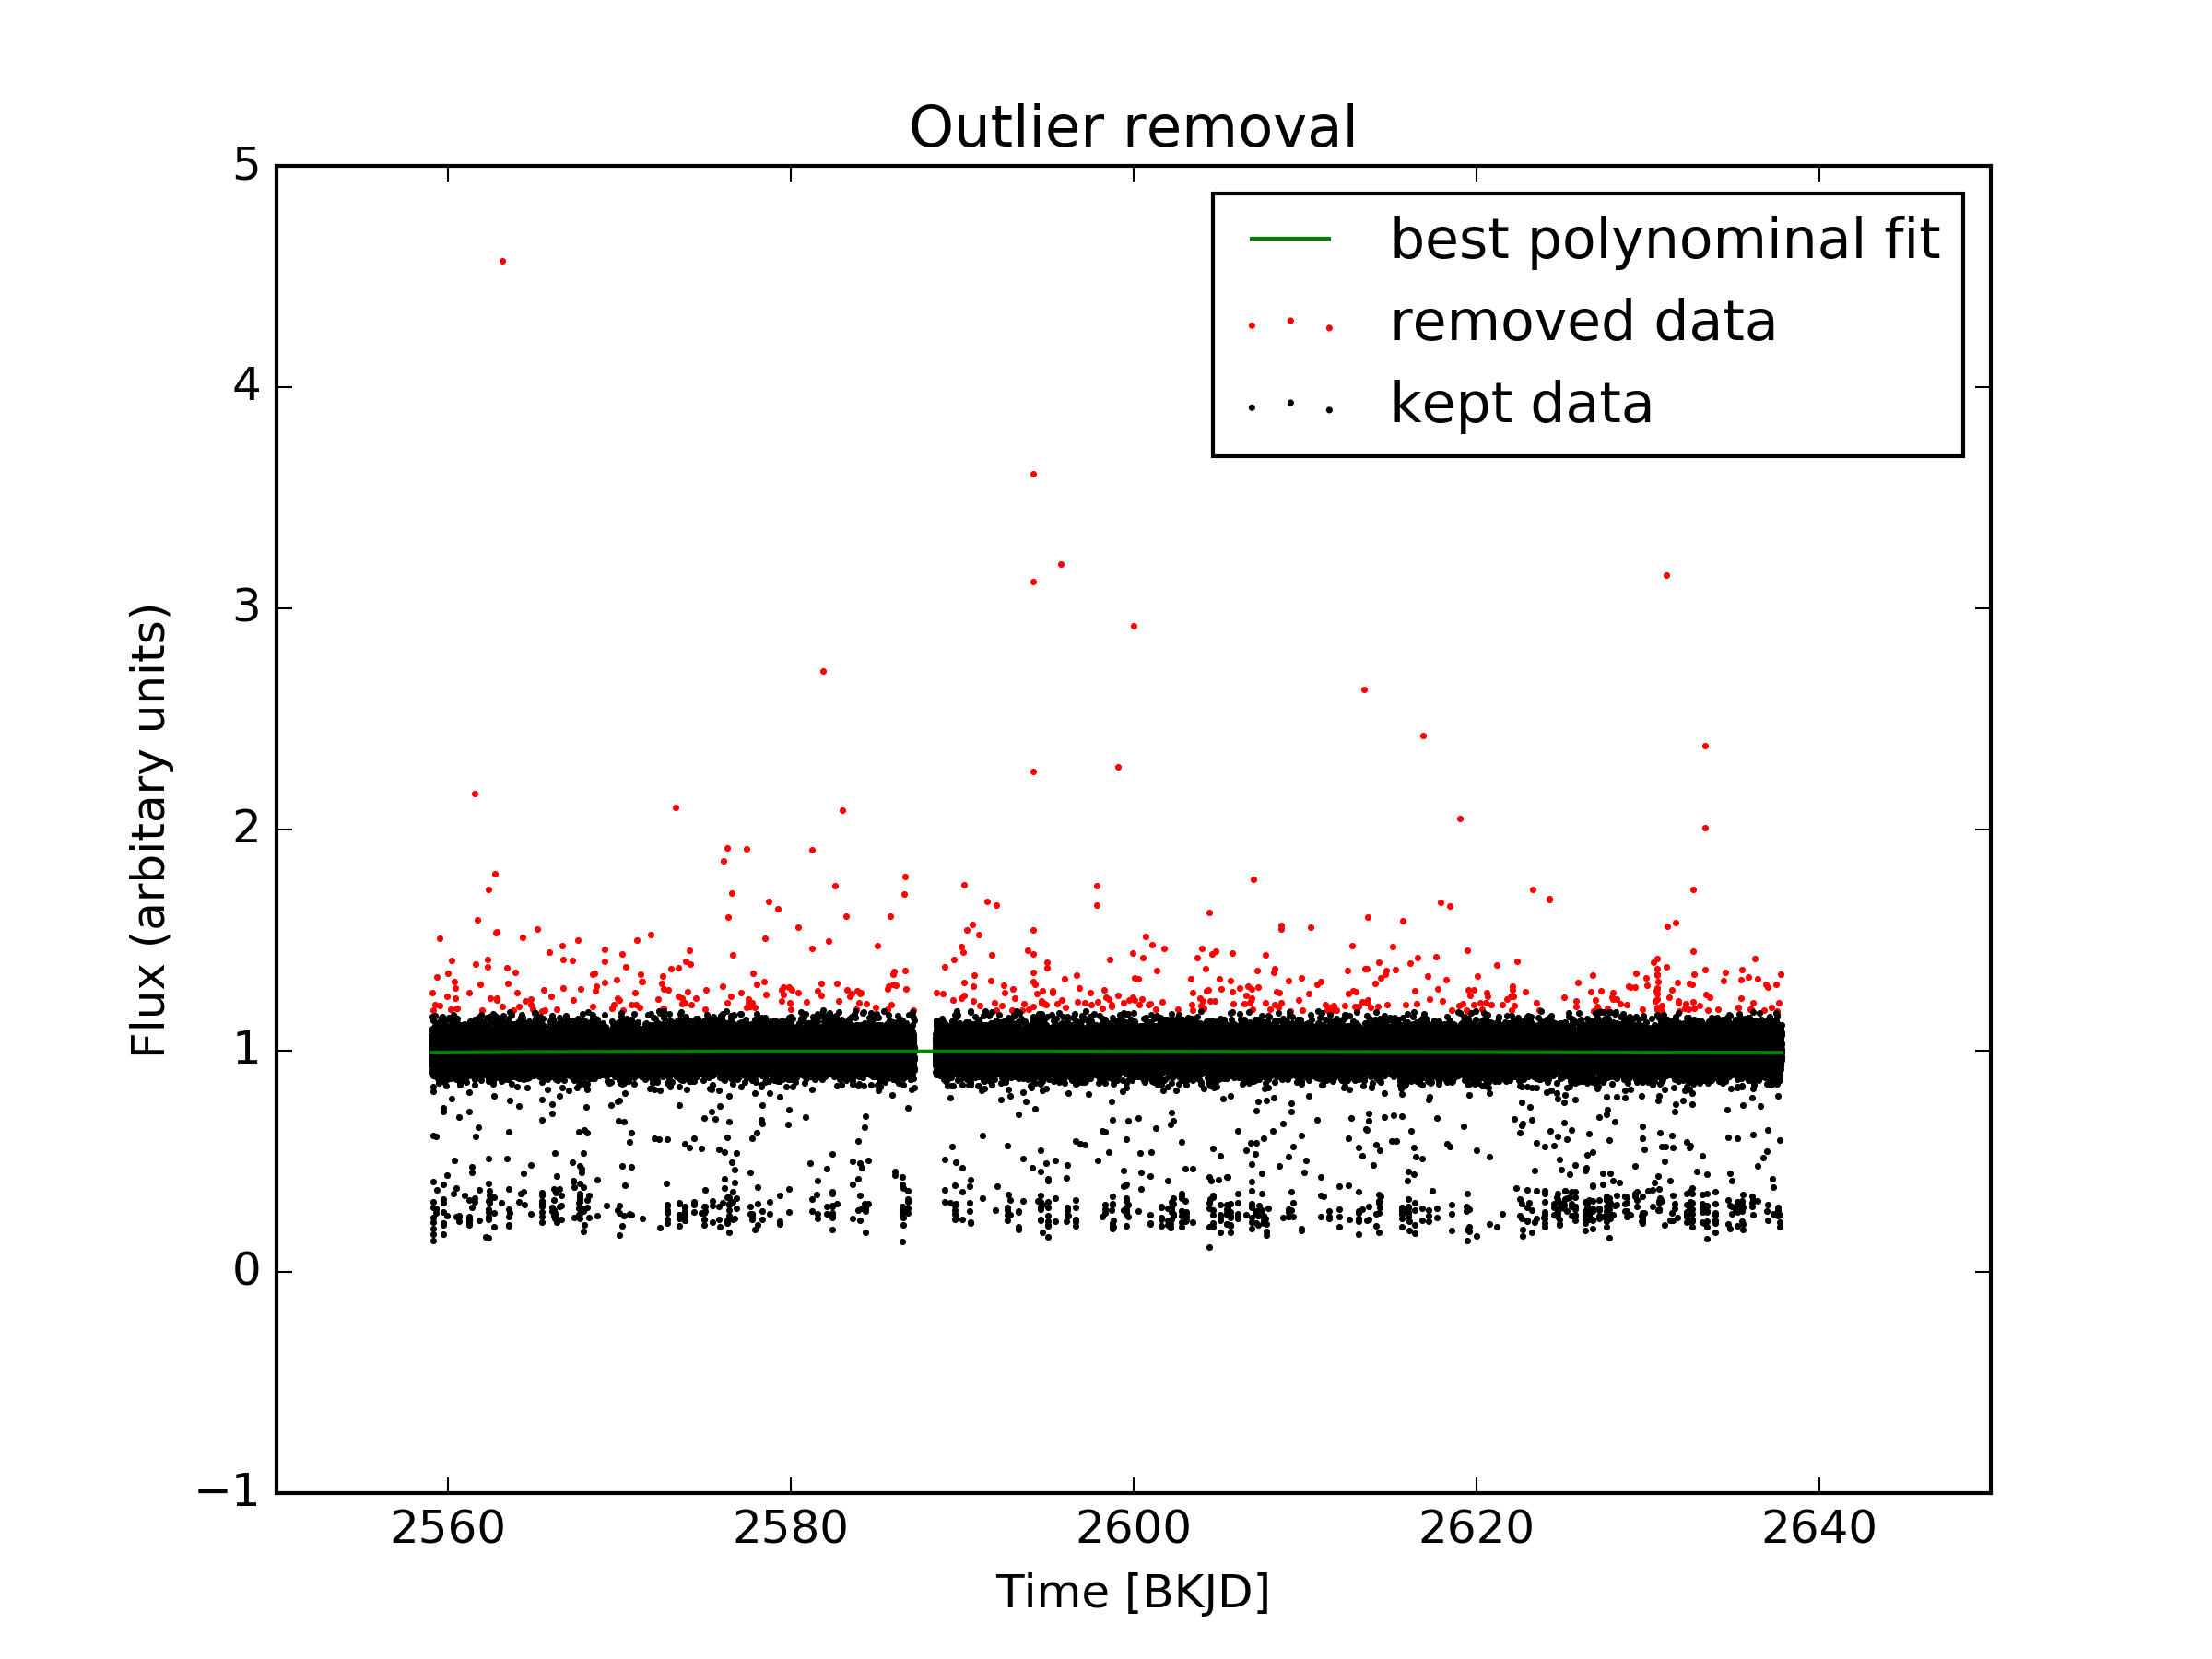 Outlier removal
5
4
3
2
1
0
−1
Flux (arbitary units)
best polynominal fit
removed data
kept data
2560 2580 2600 2620 2640
Time [BKJD]